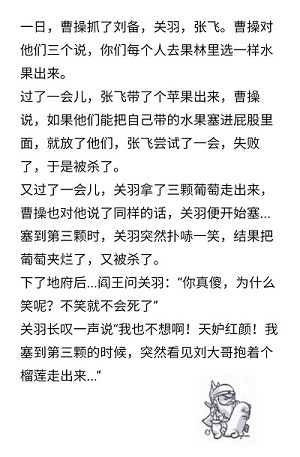 一日，曹操抓了刘备，关羽，张飞。曹操对
他们三个说，你们每个人去果林里选一样水
果出来。
过了一会儿，张飞带了个苹果出来，曹操
说，如果他们能把自己带的水果塞进屁股里
面，就放了他们，张飞尝试了一会，失败
了，于是被杀了。
又过了一会儿，关羽拿了三颗葡萄走出来，
曹操也对他说了同样的话，关羽便开始塞...
塞到第三颗时，关羽突然扑哧一笑，结果把
葡萄夹烂了，又被杀了。
下了地府后...阎王问关羽：“你真傻，为什么
笑呢？不笑就不会死了”
关羽长叹一声说“我也不想啊！天妒红颜！我
塞到第三颗的时候，突然看见刘大哥抱着个
榴莲走出来...”